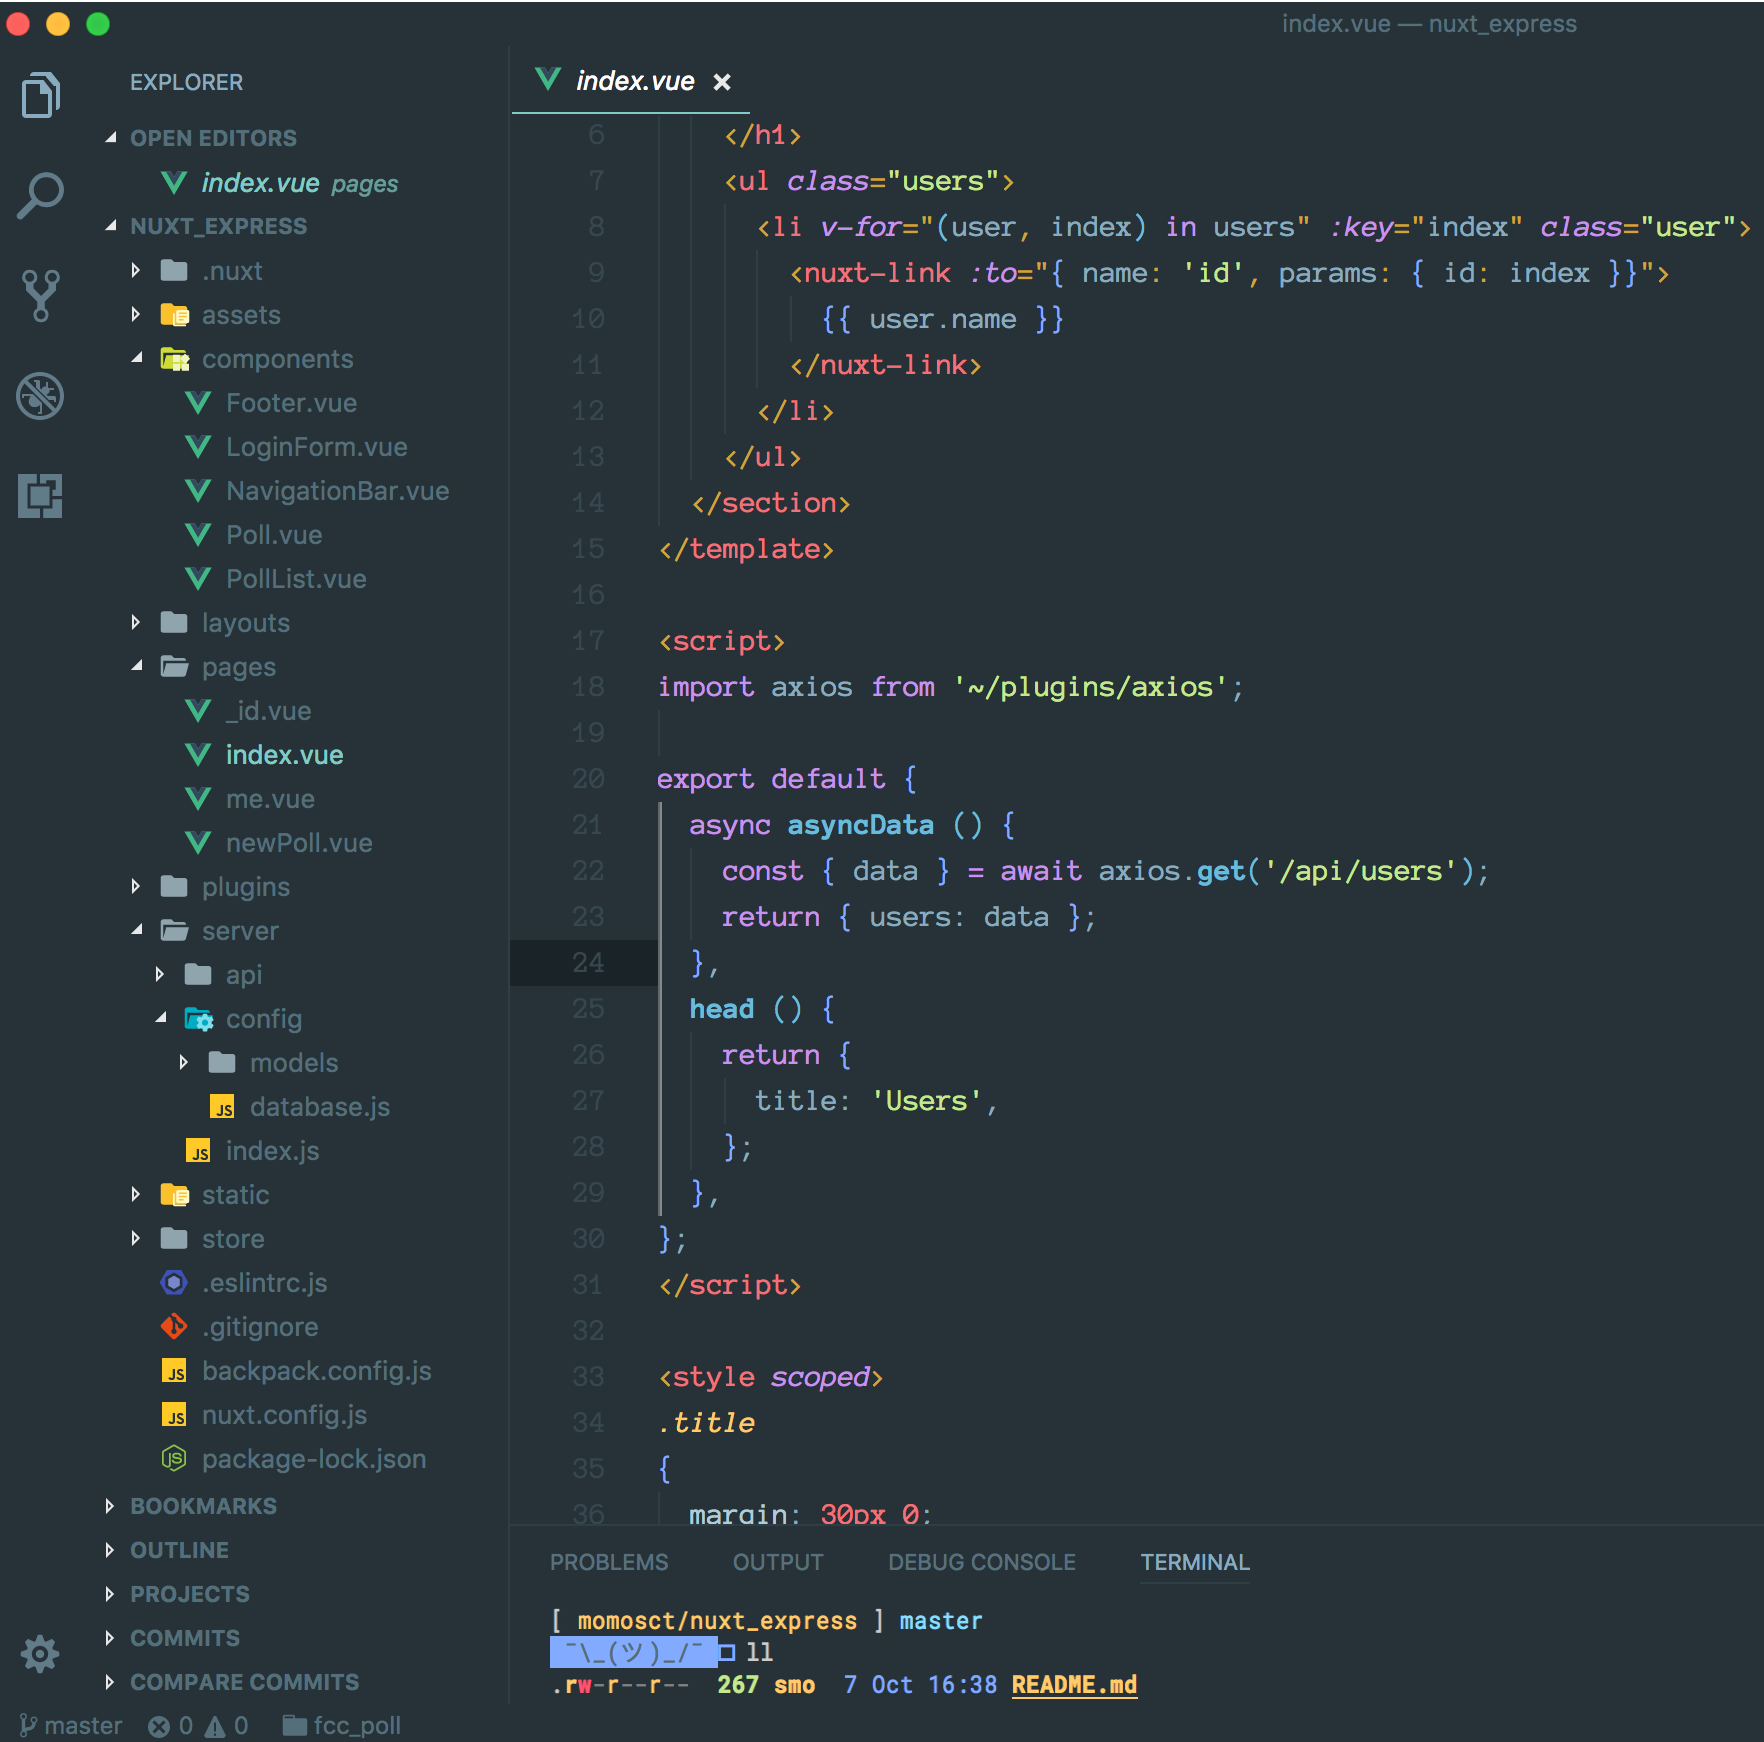 index.vue — nuxt_express
EXPLORER
OPEN EDITORS
index.vue pages
NUXT_EXPRESS
.nuxt
assets
components
Footer.vue
LoginForm.vue
NavigationBar.vue
Poll.vue
PollList.vue
layouts
pages
_id.vue
index.vue
me.vue
newPoll.vue
plugins
server
api
config
models
JS database.js
JS index.js
static
store
.eslintrc.js
.gitignore
JS backpack.config.js
JS nuxt.config.js
JS package-lock.json
BOOKMARKS
OUTLINE
PROJECTS
COMMITS
COMPARE COMMITS
index.vue ×
6 </h1>
7 <ul class="users">
8 <li v-for="(user, index) in users" :key="index" class="user">
9 <nuxt-link :to="{ name: 'id', params: { id: index }}">
10 {{ user.name }}
11 </nuxt-link>
12 </li>
13 </ul>
14 </section>
15 </template>
16
17 <script>
18 import axios from '~/plugins/axios';
19
20 export default {
21 async asyncData () {
22 const { data } = await axios.get('/api/users');
23 return { users: data };
24 },
25 head () {
26 return {
27 title: 'Users',
28 };
29 },
30 };
31 </script>
32
33 <style scoped>
34 .title
35 {
36 margin: 30px 0;
PROBLEMS OUTPUT DEBUG CONSOLE TERMINAL
[ momosct/nuxt_express ] master
¯\_(ツ)_/¯ ll
.rw-r--r-- 267 smo 7 Oct 16:38 README.md
master 0 0 fcc_poll